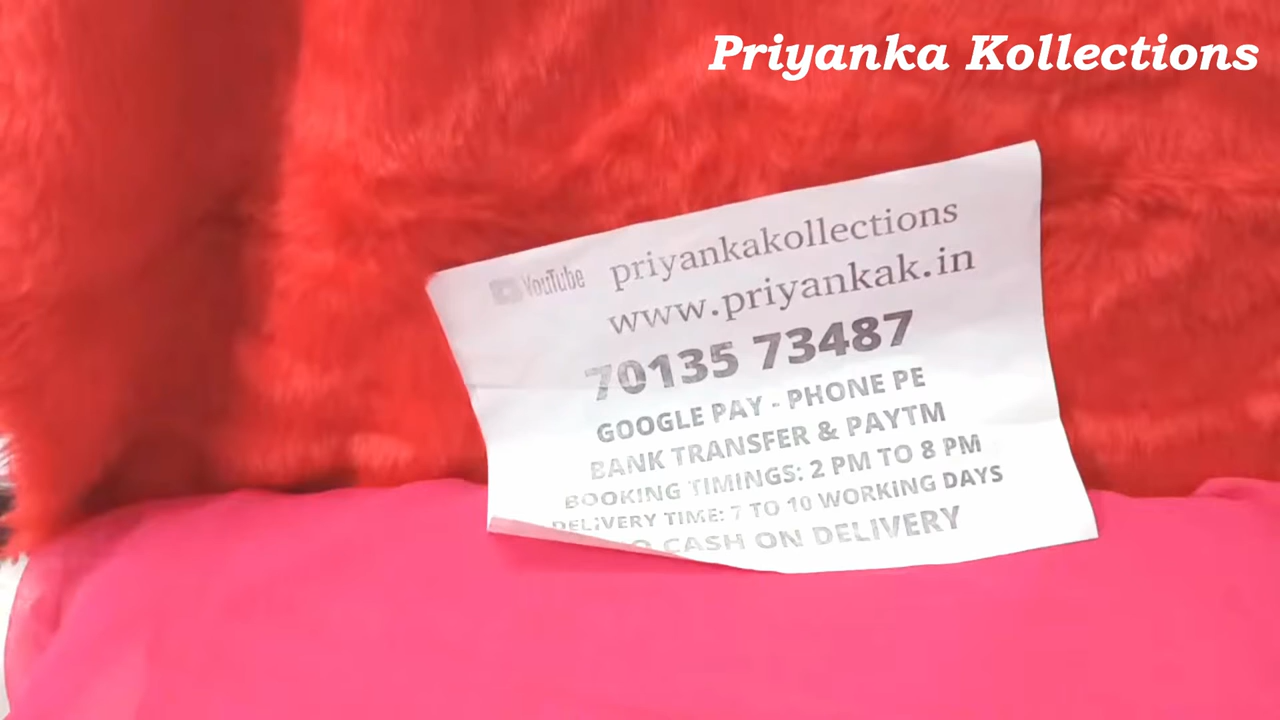 Priyanka Kollections
YouTube priyankakollections
www.priyankak.in
70135 73487
GOOGLE PAY - PHONE PE
BANK TRANSFER & PAYTM
BOOKING TIMINGS: 2 PM TO 8 PM
DELIVERY TIME: 7 TO 10 WORKING DAYS
CASH ON DELIVERY